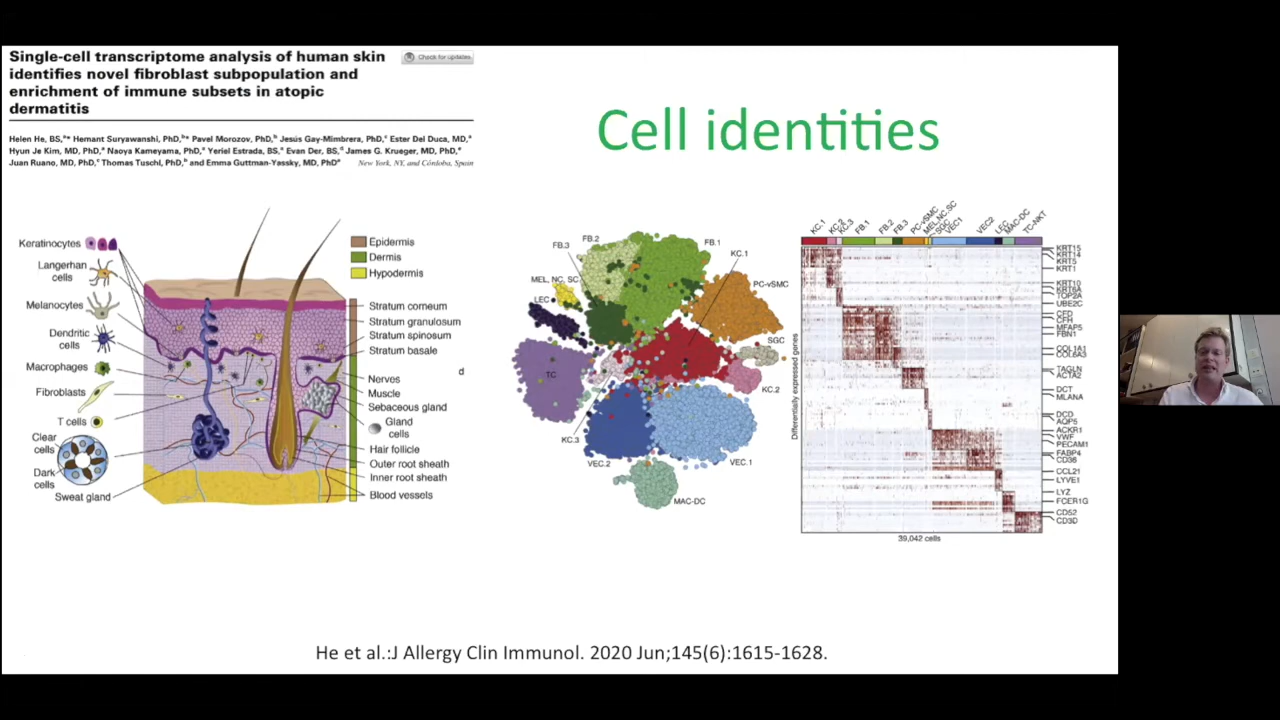 Single-cell transcriptome analysis of human skin
identifies novel fibroblast subpopulation and
enrichment of immune subsets in atopic
dermatitis
Check for updates
Helen He, BS,ᵃ* Hemant Suryawanshi, PhD,ᵇ* Pavel Morozov, PhD,ᵇ Jesús Gay-Mimbrera, PhD,ᶜ Ester Del Duca, MD,ᵃ
Hyun Je Kim, MD, PhD,ᵃ Naoya Kameyama, PhD,ᵃ Yeriel Estrada, BS,ᵃ Evan Der, BS,ᵈ James G. Krueger, MD, PhD,ᵉ
Juan Ruano, MD, PhD,ᶜ Thomas Tuschl, PhD,ᵇ and Emma Guttman-Yassky, MD, PhDᵃ New York, NY, and Córdoba, Spain
Cell identities
Keratinocytes
Langerhan
cells
Melanocytes
Dendritic
cells
Macrophages
Fibroblasts
T cells
Clear
cells
Dark
cells
Sweat gland
Epidermis
Dermis
Hypodermis
Stratum corneum
Stratum granulosum
Stratum spinosum
Stratum basale
d
Nerves
Muscle
Sebaceous gland
Gland
cells
Hair follicle
Outer root sheath
Inner root sheath
Blood vessels
FB.3
FB.2
FB.1
KC.1
MEL, NC, SC
PC-vSMC
LEC
SGC
TC
KC.2
KC.3
VEC.2
VEC.1
MAC-DC
KC.1
KC.2
KC.3
FB.1
FB.2
FB.3
PC-vSMC
MEL,NC,SC
SGC
VEC1
VEC2
LEC
MAC-DC
TC-NKT
Differentially expressed genes
KRT15
KRT14
KRT5
KRT1
KRT10
KRT6A
TOP2A
UBE2C
CFD
CFH
MFAP5
FBN1
COL1A1
COL6A3
TAGLN
ACTA2
DCT
MLANA
DCD
AQP5
ACKR1
VWF
PECAM1
FABP4
CD36
CCL21
LYVE1
LYZ
FCER1G
CD52
CD3D
39,042 cells
He et al.:J Allergy Clin Immunol. 2020 Jun;145(6):1615-1628.